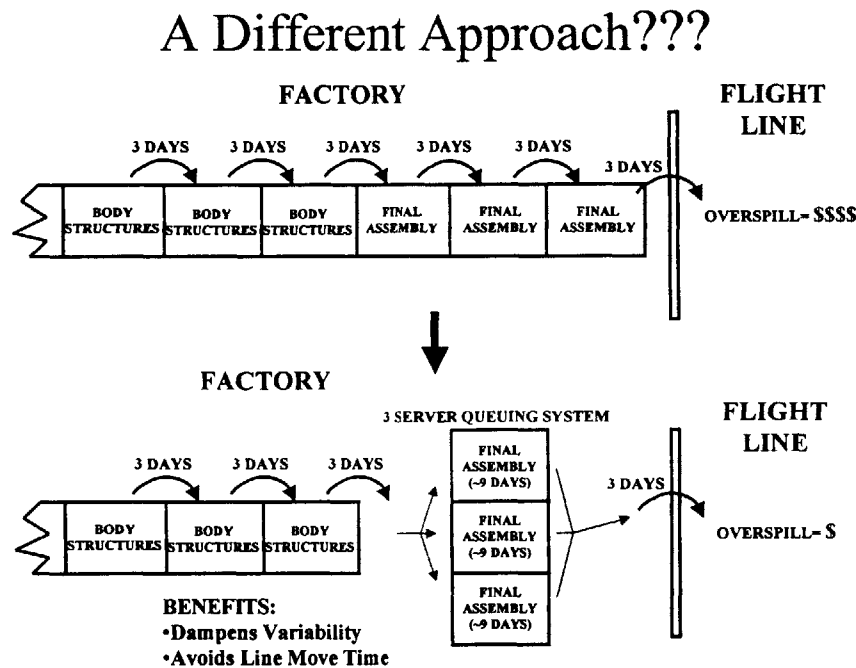 A Different Approach???
FACTORY
FLIGHT
LINE
3 DAYS
3 DAYS
3 DAYS
3 DAYS
3 DAYS
3 DAYS
BODY
STRUCTURES
BODY
STRUCTURES
BODY
STRUCTURES
FINAL
ASSEMBLY
FINAL
ASSEMBLY
FINAL
ASSEMBLY
OVERSPILL= $$$$
FACTORY
3 SERVER QUEUING SYSTEM
FLIGHT
LINE
3 DAYS
3 DAYS
3 DAYS
BODY
STRUCTURES
BODY
STRUCTURES
BODY
STRUCTURES
FINAL
ASSEMBLY
(~9 DAYS)
FINAL
ASSEMBLY
(~9 DAYS)
FINAL
ASSEMBLY
(~9 DAYS)
3 DAYS
OVERSPILL= $
BENEFITS:
•Dampens Variability
•Avoids Line Move Time